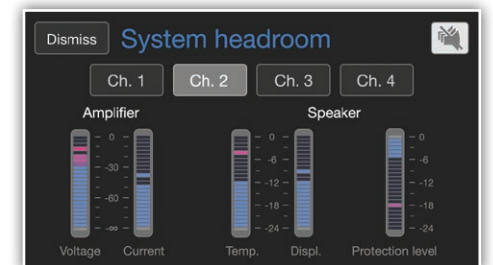 Dismiss System headroom
Ch. 1 Ch. 2 Ch. 3 Ch. 4
Amplifier Speaker
0 0 0
-30 -6 -6
-12 -12
-60 -18 -18
-∞ -24 -24
Voltage Current Temp. Displ. Protection level